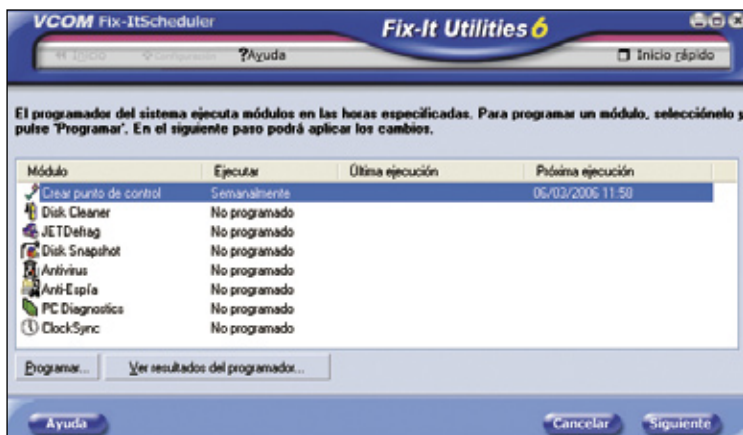 VCOM Fix-ItScheduler
Fix-It Utilities 6
Inicio
Configuración
?Ayuda
Inicio rápido
El programador del sistema ejecuta módulos en las horas especificadas. Para programar un módulo, selecciónelo y
pulse 'Programar'. En el siguiente paso podrá aplicar los cambios.
Módulo Ejecutar Última ejecución Próxima ejecución
Crear punto de control Semanalmente 06/03/2006 11:50
Disk Cleaner No programado
JETDefrag No programado
Disk Snapshot No programado
Antivirus No programado
Anti-Espía No programado
PC Diagnostics No programado
ClockSync No programado
Programar... Ver resultados del programador...
Ayuda Cancelar Siguiente